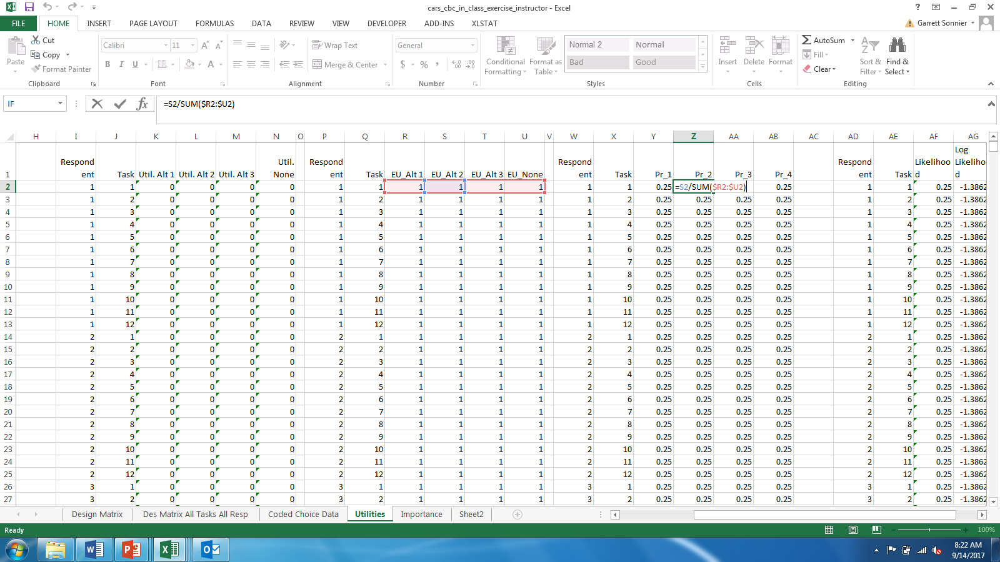 cars_cbc_in_class_exercise_instructor - Excel
FILE HOME INSERT PAGE LAYOUT FORMULAS DATA REVIEW VIEW DEVELOPER ADD-INS XLSTAT Garrett Sonnier
Paste Cut Copy Format Painter Calibri 11 Wrap Text Merge & Center General
Conditional Formatting Format as Table Normal 2 Normal Bad Good Insert Delete Format AutoSum Fill Clear Sort & Filter Find & Select
Clipboard Font Alignment Number Styles Cells Editing
IF =S2/SUM($R2:$U2)
H I J K L M N O P Q R S T U V W X Y Z AA AB AC AD AE AF AG
1 Respondent Task Util. Alt 1 Util. Alt 2 Util. Alt 3 Util. None Respondent Task EU_Alt 1 EU_Alt 2 EU_Alt 3 EU_None Respondent Task Pr_1 Pr_2 Pr_3 Pr_4 Respondent Task Likelihood Log Likelihood
2 1 1 0 0 0 0 1 1 1 1 1 1 1 1 0.25 =S2/SUM($R2:$U2) 0.25 1 1 0.25 -1.3862
3 1 2 0 0 0 0 1 2 1 1 1 1 1 2 0.25 0.25 0.25 0.25 1 2 0.25 -1.3862
4 1 3 0 0 0 0 1 3 1 1 1 1 1 3 0.25 0.25 0.25 0.25 1 3 0.25 -1.3862
5 1 4 0 0 0 0 1 4 1 1 1 1 1 4 0.25 0.25 0.25 0.25 1 4 0.25 -1.3862
6 1 5 0 0 0 0 1 5 1 1 1 1 1 5 0.25 0.25 0.25 0.25 1 5 0.25 -1.3862
7 1 6 0 0 0 0 1 6 1 1 1 1 1 6 0.25 0.25 0.25 0.25 1 6 0.25 -1.3862
8 1 7 0 0 0 0 1 7 1 1 1 1 1 7 0.25 0.25 0.25 0.25 1 7 0.25 -1.3862
9 1 8 0 0 0 0 1 8 1 1 1 1 1 8 0.25 0.25 0.25 0.25 1 8 0.25 -1.3862
10 1 9 0 0 0 0 1 9 1 1 1 1 1 9 0.25 0.25 0.25 0.25 1 9 0.25 -1.3862
11 1 10 0 0 0 0 1 10 1 1 1 1 1 10 0.25 0.25 0.25 0.25 1 10 0.25 -1.3862
12 1 11 0 0 0 0 1 11 1 1 1 1 1 11 0.25 0.25 0.25 0.25 1 11 0.25 -1.3862
13 1 12 0 0 0 0 1 12 1 1 1 1 1 12 0.25 0.25 0.25 0.25 1 12 0.25 -1.3862
14 2 1 0 0 0 0 2 1 1 1 1 1 2 1 0.25 0.25 0.25 0.25 2 1 0.25 -1.3862
15 2 2 0 0 0 0 2 2 1 1 1 1 2 2 0.25 0.25 0.25 0.25 2 2 0.25 -1.3862
16 2 3 0 0 0 0 2 3 1 1 1 1 2 3 0.25 0.25 0.25 0.25 2 3 0.25 -1.3862
17 2 4 0 0 0 0 2 4 1 1 1 1 2 4 0.25 0.25 0.25 0.25 2 4 0.25 -1.3862
18 2 5 0 0 0 0 2 5 1 1 1 1 2 5 0.25 0.25 0.25 0.25 2 5 0.25 -1.3862
19 2 6 0 0 0 0 2 6 1 1 1 1 2 6 0.25 0.25 0.25 0.25 2 6 0.25 -1.3862
20 2 7 0 0 0 0 2 7 1 1 1 1 2 7 0.25 0.25 0.25 0.25 2 7 0.25 -1.3862
21 2 8 0 0 0 0 2 8 1 1 1 1 2 8 0.25 0.25 0.25 0.25 2 8 0.25 -1.3862
22 2 9 0 0 0 0 2 9 1 1 1 1 2 9 0.25 0.25 0.25 0.25 2 9 0.25 -1.3862
23 2 10 0 0 0 0 2 10 1 1 1 1 2 10 0.25 0.25 0.25 0.25 2 10 0.25 -1.3862
24 2 11 0 0 0 0 2 11 1 1 1 1 2 11 0.25 0.25 0.25 0.25 2 11 0.25 -1.3862
25 2 12 0 0 0 0 2 12 1 1 1 1 2 12 0.25 0.25 0.25 0.25 2 12 0.25 -1.3862
26 3 1 0 0 0 0 3 1 1 1 1 1 3 1 0.25 0.25 0.25 0.25 3 1 0.25 -1.3862
27 3 2 0 0 0 0 3 2 1 1 1 1 3 2 0.25 0.25 0.25 0.25 3 2 0.25 -1.3862
Design Matrix Des Matrix All Tasks All Resp Coded Choice Data Utilities Importance Sheet2
Ready 100%
8:22 AM
9/14/2017